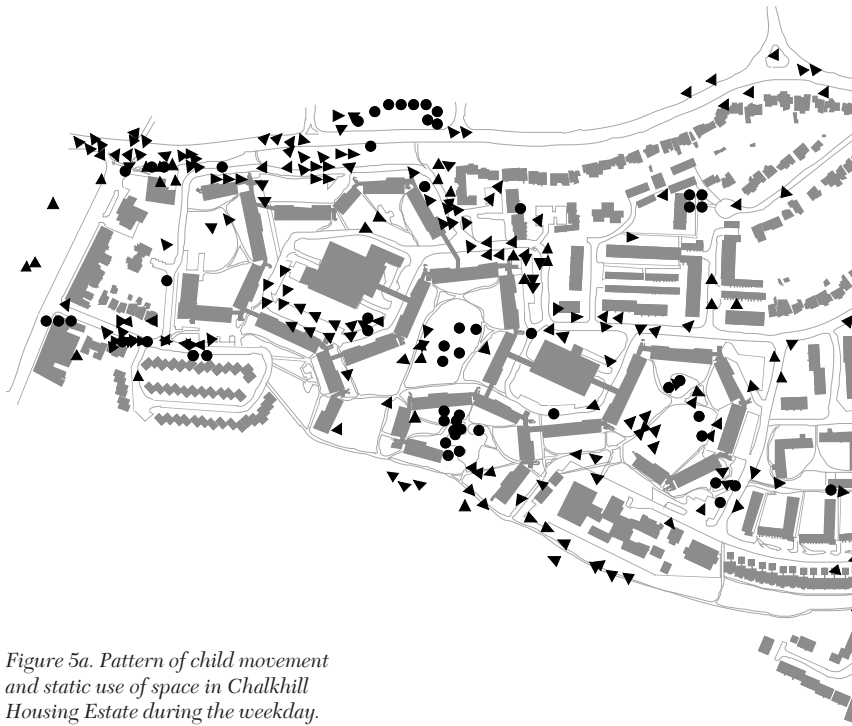 Figure 5a. Pattern of child movement
and static use of space in Chalkhill
Housing Estate during the weekday.